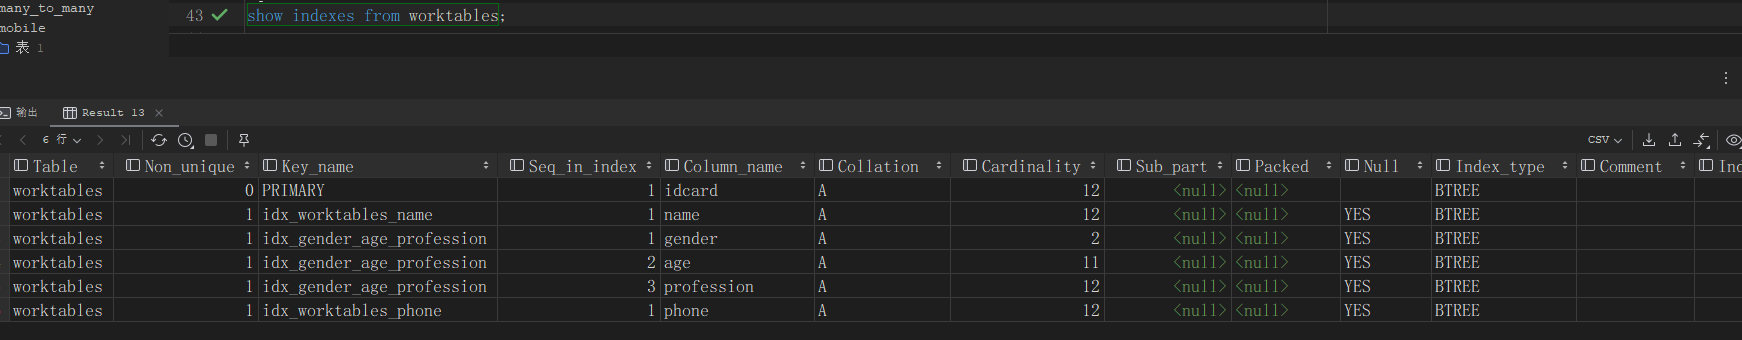 many_to_many
mobile
表 1
43 show indexes from worktables;
输出 Result 13
6 行 CSV
Table Non_unique Key_name Seq_in_index Column_name Collation Cardinality Sub_part Packed Null Index_type Comment Ind
worktables 0 PRIMARY 1 idcard A 12 <null> <null> BTREE
worktables 1 idx_worktables_name 1 name A 12 <null> <null> YES BTREE
worktables 1 idx_gender_age_profession 1 gender A 2 <null> <null> YES BTREE
worktables 1 idx_gender_age_profession 2 age A 11 <null> <null> YES BTREE
worktables 1 idx_gender_age_profession 3 profession A 12 <null> <null> YES BTREE
worktables 1 idx_worktables_phone 1 phone A 12 <null> <null> YES BTREE